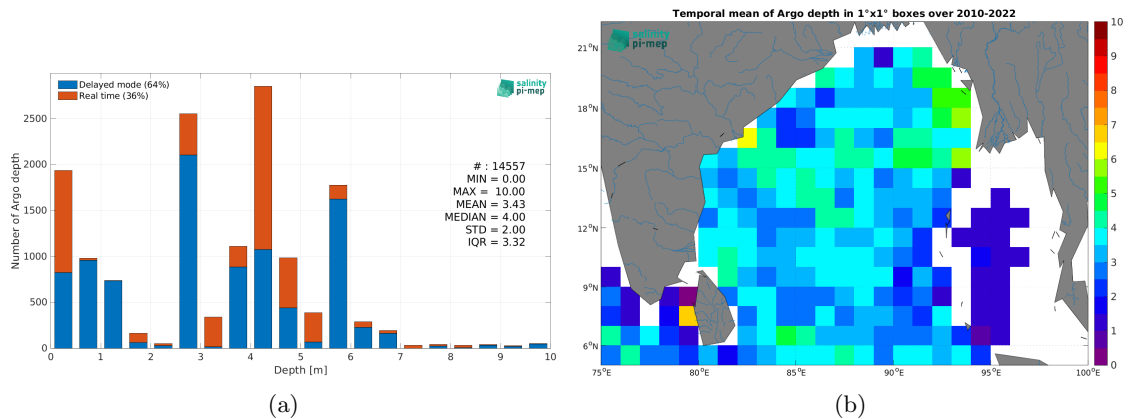 salinity
pi-mep
Delayed mode (64%)
Real time (36%)
# : 14557
MIN = 0.00
MAX = 10.00
MEAN = 3.43
MEDIAN = 4.00
STD = 2.00
IQR = 3.32
Number of Argo depth
0
500
1000
1500
2000
2500
0 1 2 3 4 5 6 7 8 9 10
Depth [m]
(a)
Temporal mean of Argo depth in 1°x1° boxes over 2010-2022
salinity
pi-mep
21°N
18°N
15°N
12°N
9°N
6°N
75°E 80°E 85°E 90°E 95°E 100°E
10
9
8
7
6
5
4
3
2
1
0
(b)